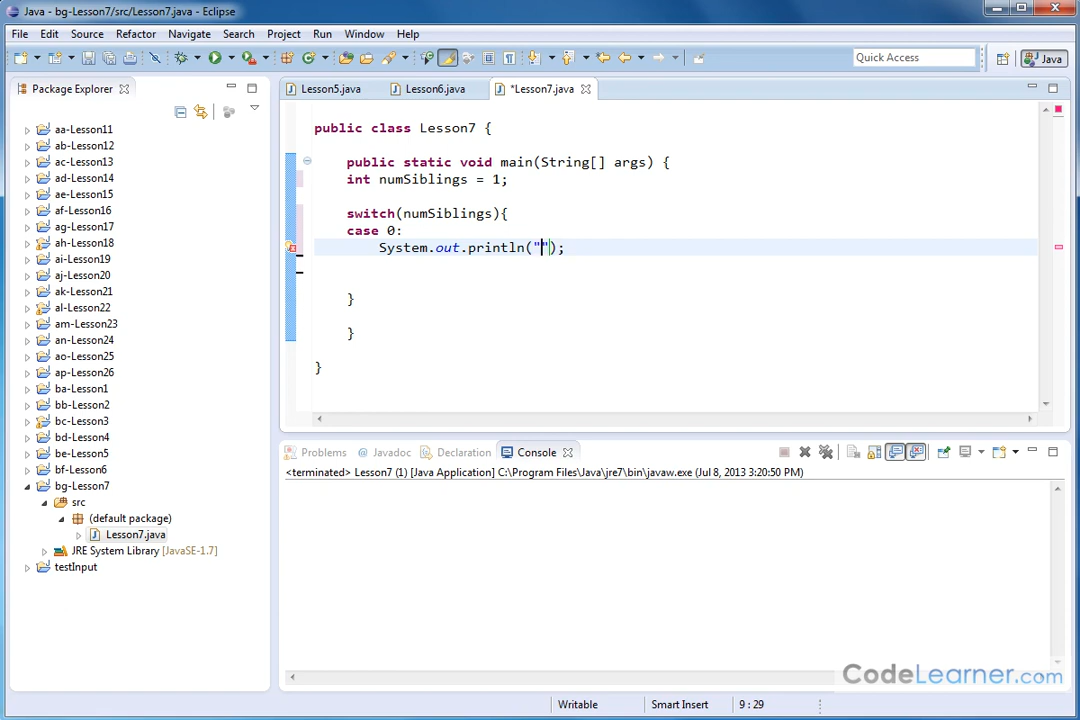 Java - bg-Lesson7/src/Lesson7.java - Eclipse
File Edit Source Refactor Navigate Search Project Run Window Help
Quick Access Java
Package Explorer
aa-Lesson11
ab-Lesson12
ac-Lesson13
ad-Lesson14
ae-Lesson15
af-Lesson16
ag-Lesson17
ah-Lesson18
ai-Lesson19
aj-Lesson20
ak-Lesson21
al-Lesson22
am-Lesson23
an-Lesson24
ao-Lesson25
ap-Lesson26
ba-Lesson1
bb-Lesson2
bc-Lesson3
bd-Lesson4
be-Lesson5
bf-Lesson6
bg-Lesson7
src
(default package)
Lesson7.java
JRE System Library [JavaSE-1.7]
testInput
Lesson5.java Lesson6.java *Lesson7.java
public class Lesson7 {
public static void main(String[] args) {
int numSiblings = 1;
switch(numSiblings){
case 0:
System.out.println("");
}
}
}
Problems Javadoc Declaration Console
<terminated> Lesson7 (1) [Java Application] C:\Program Files\Java\jre7\bin\javaw.exe (Jul 8, 2013 3:20:50 PM)
CodeLearner.com
Writable Smart Insert 9 : 29